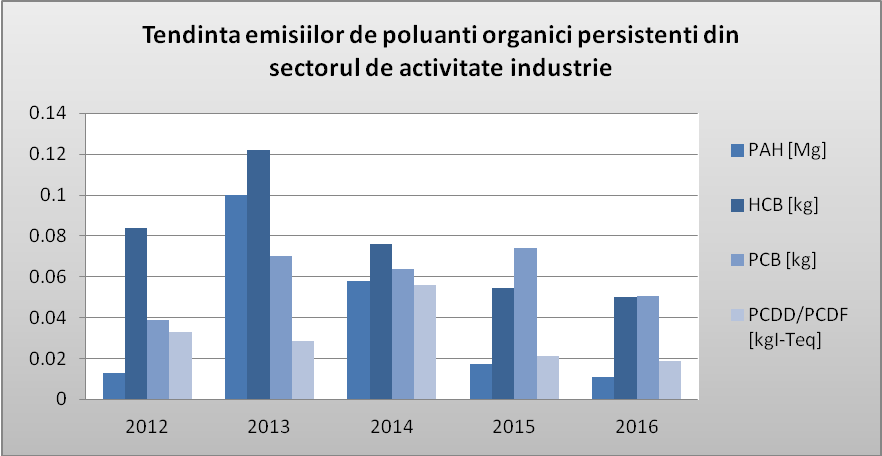 Tendinta emisiilor de poluanti organici persistenti din
sectorul de activitate industrie
0.14
0.12
0.1
0.08
0.06
0.04
0.02
0
2012 2013 2014 2015 2016
PAH [Mg]
HCB [kg]
PCB [kg]
PCDD/PCDF
[kgI-Teq]